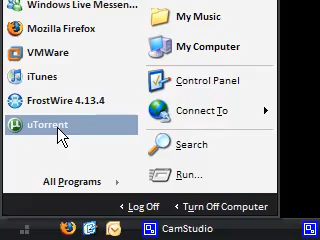 Windows Live Messen...
Mozilla Firefox
VMWare
iTunes
FrostWire 4.13.4
uTorrent
All Programs
My Music
My Computer
Control Panel
Connect To
Search
Run...
Log Off
Turn Off Computer
CamStudio